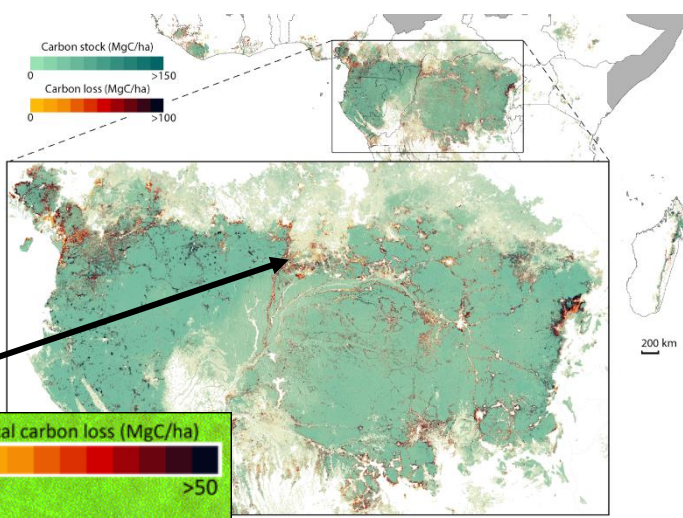 Carbon stock (MgC/ha)
0 >150
Carbon loss (MgC/ha)
0 >100
200 km
al carbon loss (MgC/ha)
>50